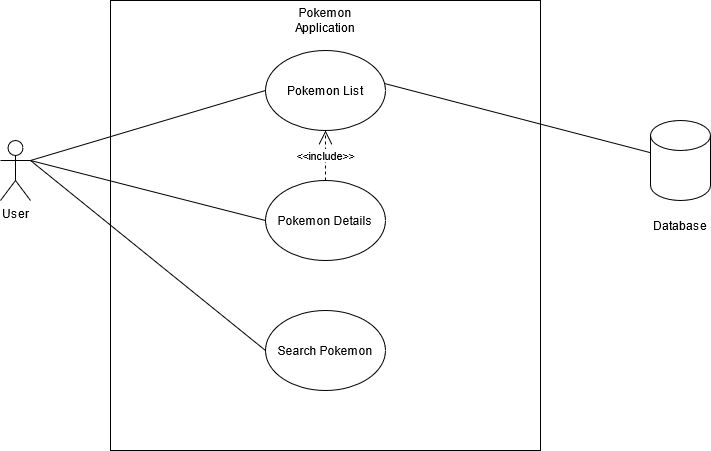 Pokemon
Application
Pokemon List
<<include>>
User
Pokemon Details
Database
Search Pokemon